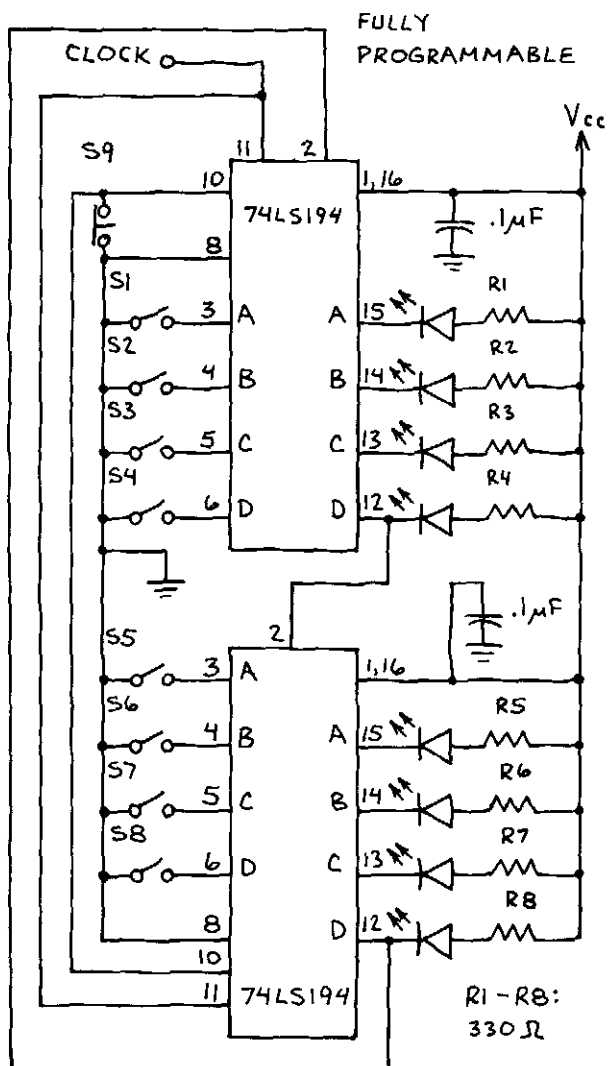 FULLY
PROGRAMMABLE
CLOCK
Vcc
S9
11 2
10 1,16
74LS194
.1µF
8
S1
R1
3 A A 15
S2
R2
4 B B 14
S3
R3
5 C C 13
S4
R4
6 D D 12
2
.1µF
S5
3 A 1,16
S6
R5
4 B A 15
S7
R6
5 C B 14
S8
R7
6 D C 13
R8
8 D 12
10
11 74LS194
R1-R8:
330 Ω